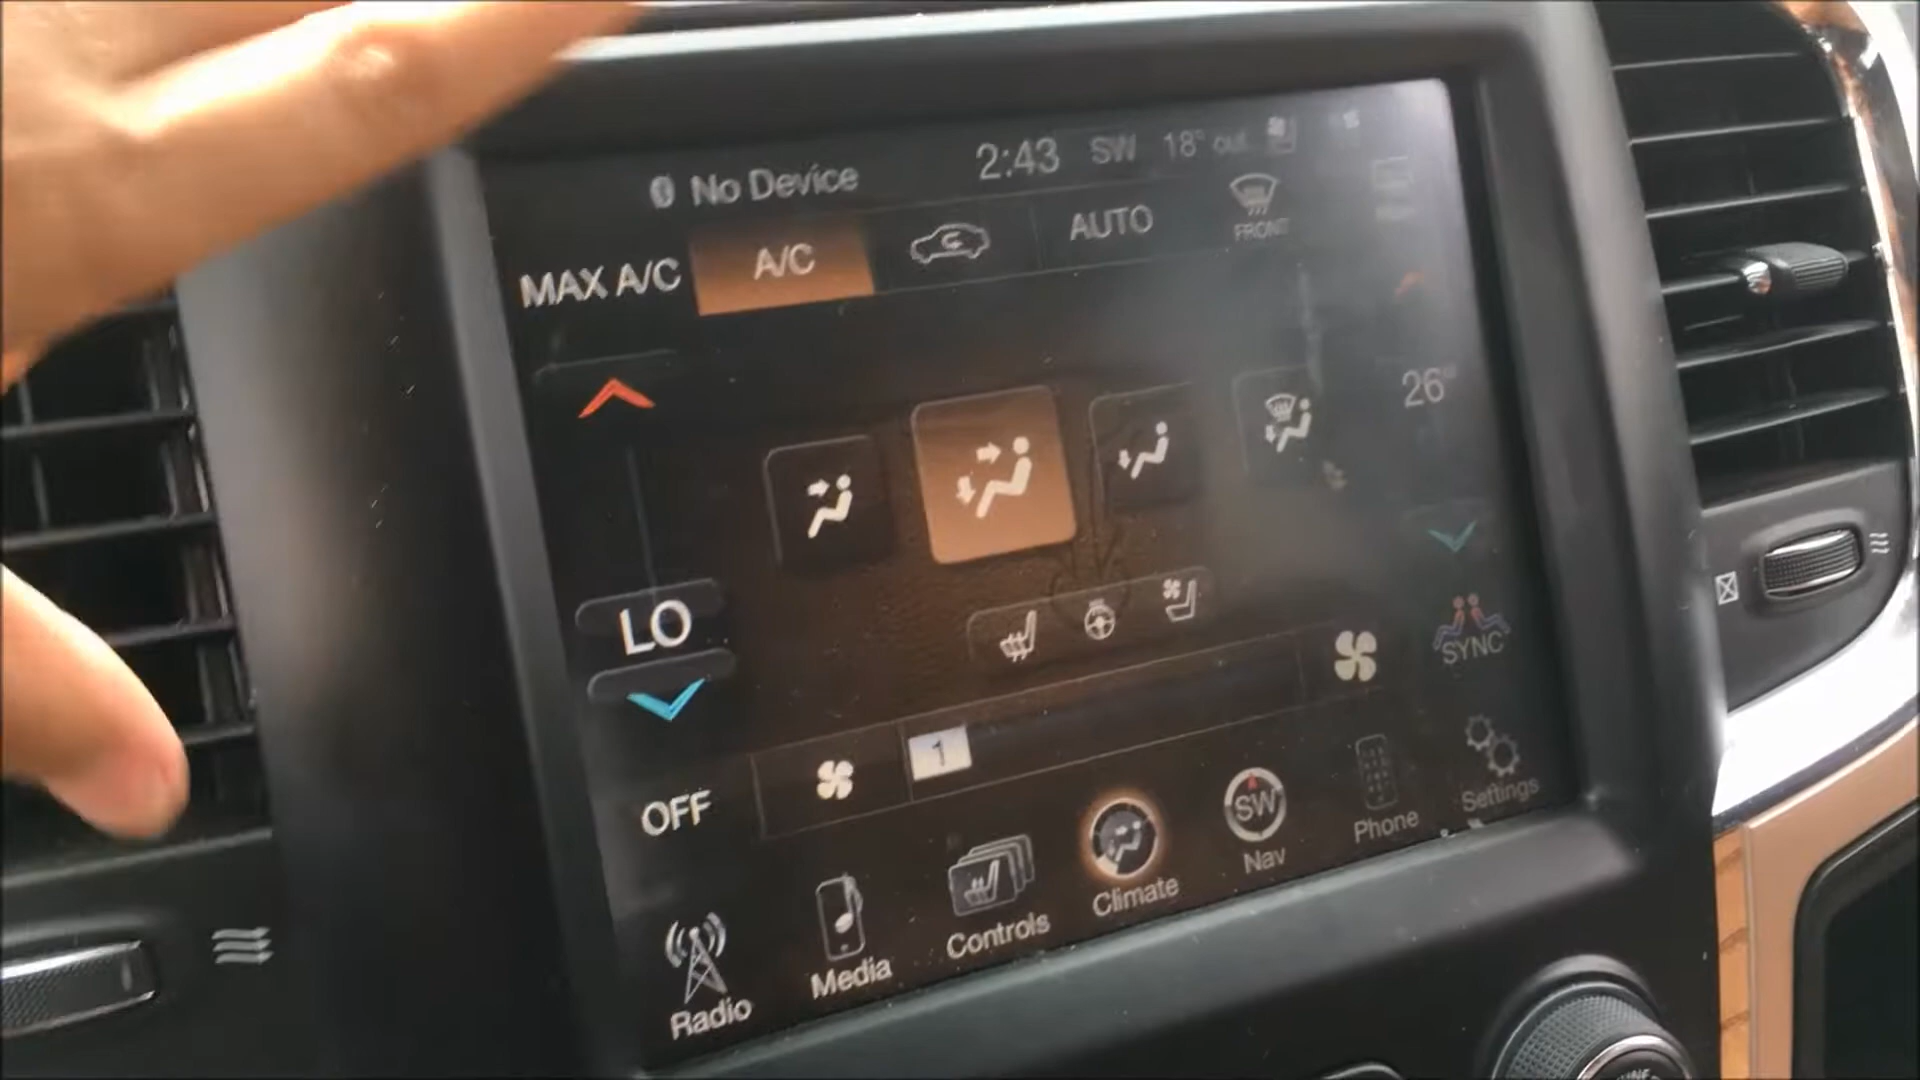 No Device 2:43 SW 18° out
MAX A/C A/C AUTO FRONT
26°
LO
SYNC
OFF 1
Radio Media Controls Climate SW Nav Phone Settings